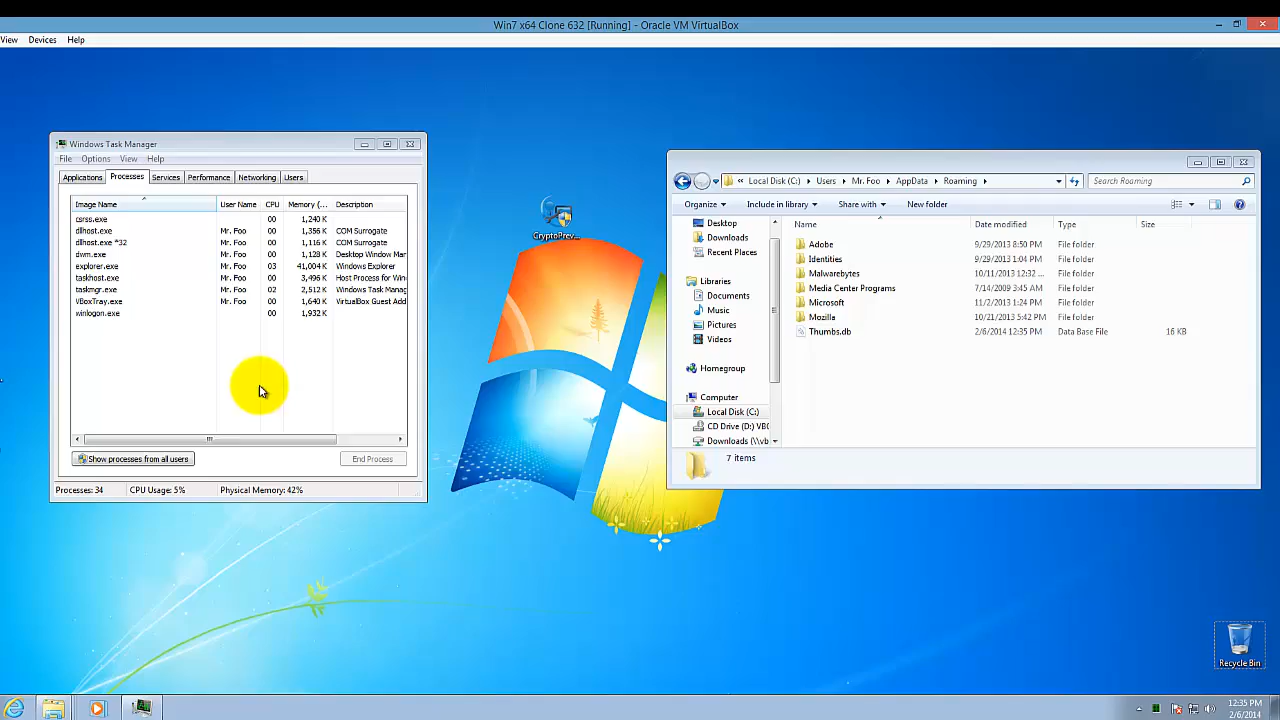 Win7 x64 Clone 632 [Running] - Oracle VM VirtualBox
View Devices Help
Windows Task Manager
File Options View Help
Applications Processes Services Performance Networking Users
Image Name User Name CPU Memory (... Description
csrss.exe 00 1,240 K
dllhost.exe Mr. Foo 00 1,356 K COM Surrogate
dllhost.exe *32 Mr. Foo 00 1,116 K COM Surrogate
dwm.exe Mr. Foo 00 1,128 K Desktop Window Mar
explorer.exe Mr. Foo 03 41,004 K Windows Explorer
taskhost.exe Mr. Foo 00 3,496 K Host Process for Win
taskmgr.exe Mr. Foo 02 2,512 K Windows Task Manag
VBoxTray.exe Mr. Foo 00 1,640 K VirtualBox Guest Add
winlogon.exe 00 1,932 K
Show processes from all users
End Process
Processes: 34 CPU Usage: 5% Physical Memory: 42%
CryptoPrev...
« Local Disk (C:) Users Mr. Foo AppData Roaming
Search Roaming
Organize Include in library Share with New folder
Desktop
Downloads
Recent Places
Libraries
Documents
Music
Pictures
Videos
Homegroup
Computer
Local Disk (C:)
CD Drive (D:) VBO
Downloads (\\vb
Name Date modified Type Size
Adobe 9/29/2013 8:50 PM File folder
Identities 9/29/2013 1:04 PM File folder
Malwarebytes 10/11/2013 12:32 ... File folder
Media Center Programs 7/14/2009 3:45 PM File folder
Microsoft 11/2/2013 1:24 PM File folder
Mozilla 10/21/2013 5:42 PM File folder
Thumbs.db 2/6/2014 12:35 PM Data Base File 16 KB
7 items
Recycle Bin
12:35 PM
2/6/2014